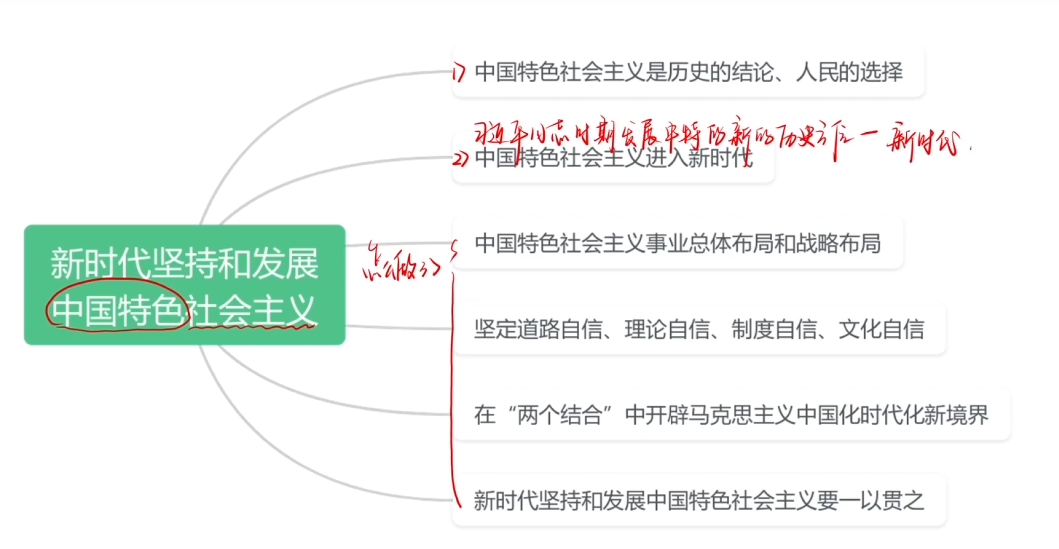 1) 中国特色社会主义是历史的结论、人民的选择
习近平同志时期发展中特的新的历史方位一新时代.
2) 中国特色社会主义进入新时代
新时代坚持和发展
中国特色社会主义
怎么做 3)
中国特色社会主义事业总体布局和战略布局
坚定道路自信、理论自信、制度自信、文化自信
在“两个结合”中开辟马克思主义中国化时代化新境界
新时代坚持和发展中国特色社会主义要一以贯之